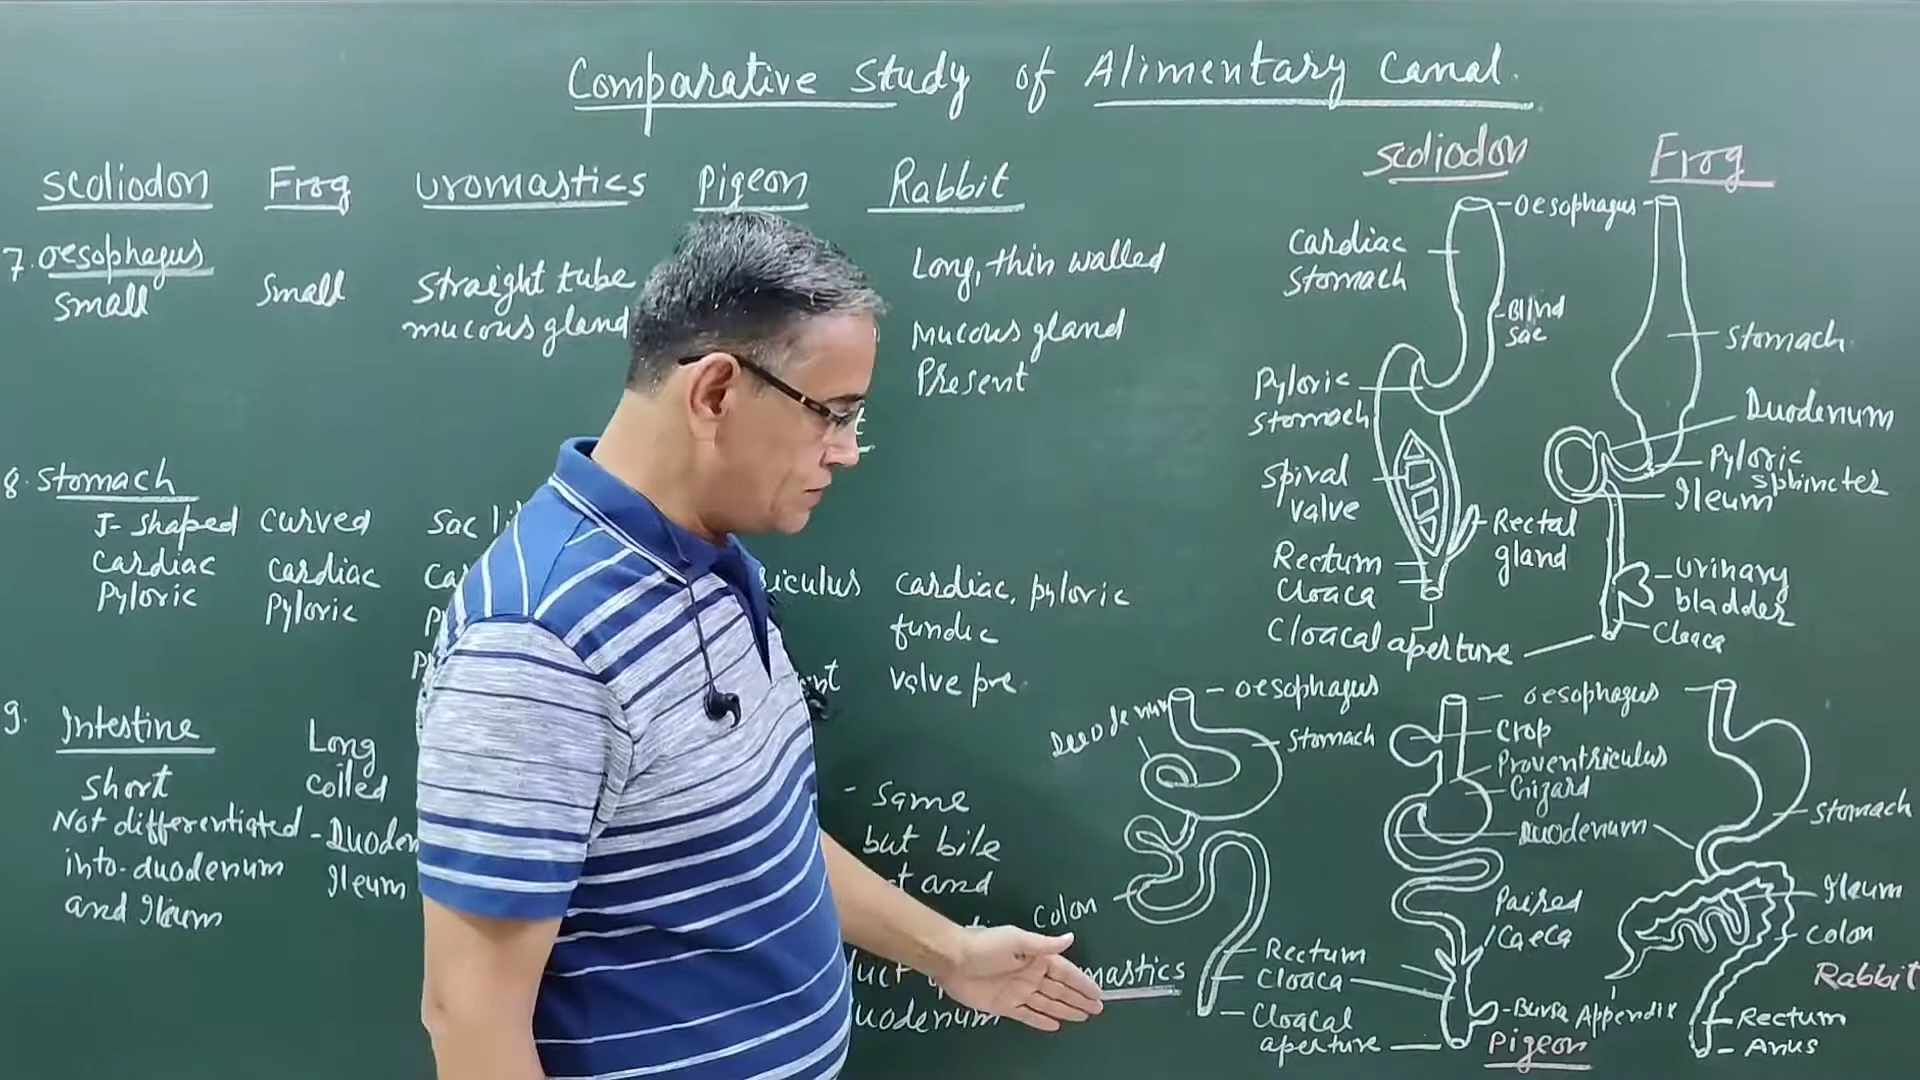 Comparative Study of Alimentary Canal.
Scoliodon Frog Uromastics Pigeon Rabbit
7. Oesophagus
Small
Small
Straight tube
mucous gland
Long, thin walled
Mucous gland
Present
8. Stomach
J-shaped
Cardiac
Pyloric
Curved
Cardiac
Pyloric
Sac
Cardiac, pyloric
fundic
valve pre.
9. Intestine
Short
Not differentiated
into-duodenum
and Ileum
Long
Coiled
- Duoden
Ileum
- Same
but bile
and
Scoliodon
Oesophagus
Cardiac
Stomach
Blind
Sac
Pyloric
Stomach
Spiral
Valve
Rectal
gland
Rectum
Cloaca
Cloacal aperture
Frog
Stomach
Duodenum
Pyloric
Sphincter
Ileum
Urinary
bladder
Cloaca
Oesophagus
Duodenum
Stomach
Colon
mastics
Rectum
Cloaca
Cloacal
aperture
Oesophagus
Crop
Proventriculus
Gizard
Duodenum
Paired
Caeca
Bursa
Pigeon
Stomach
Ileum
Colon
Rabbit
Appendix
Rectum
Anus